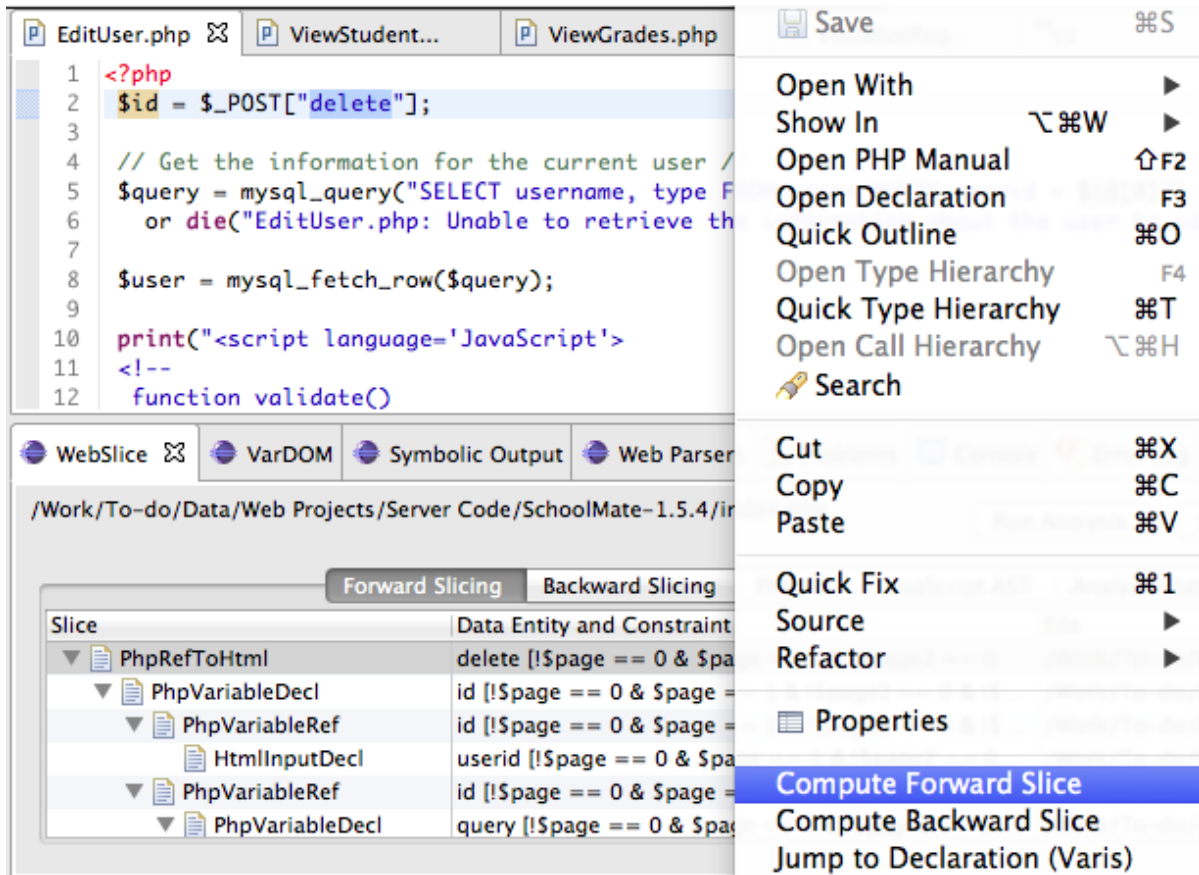 EditUser.php
ViewStudent...
ViewGrades.php
1 <?php
2 $id = $_POST["delete"];
3
4 // Get the information for the current user /
5 $query = mysql_query("SELECT username, type F
6 or die("EditUser.php: Unable to retrieve th
7
8 $user = mysql_fetch_row($query);
9
10 print("<script language='JavaScript'>
11 <!--
12 function validate()
WebSlice
VarDOM
Symbolic Output
Web Parser
/Work/To-do/Data/Web Projects/Server Code/SchoolMate-1.5.4/in
Forward Slicing Backward Slicing
Slice Data Entity and Constraint
PhpRefToHtml delete [!$page == 0 & $pa
PhpVariableDecl id [!$page == 0 & $page =
PhpVariableRef id [!$page == 0 & $page =
HtmlInputDecl userid [!$page == 0 & $pa
PhpVariableRef id [!$page == 0 & $page =
PhpVariableDecl query [!$page == 0 & $pag
Save ⌘S
Open With ▶
Show In ⌥⌘W ▶
Open PHP Manual ⇧F2
Open Declaration F3
Quick Outline ⌘O
Open Type Hierarchy F4
Quick Type Hierarchy ⌘T
Open Call Hierarchy ⌥⌘H
Search
Cut ⌘X
Copy ⌘C
Paste ⌘V
Quick Fix ⌘1
Source ▶
Refactor ▶
Properties
Compute Forward Slice
Compute Backward Slice
Jump to Declaration (Varis)